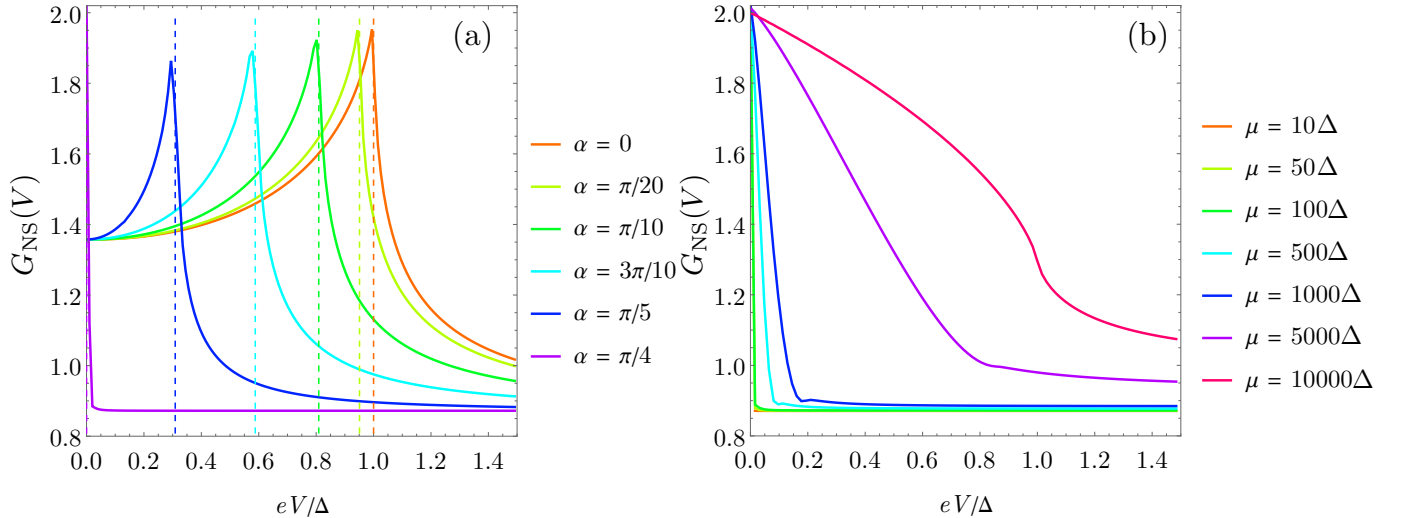 (a)
G_NS(V)
2.0
1.8
1.6
1.4
1.2
1.0
0.8
0.0 0.2 0.4 0.6 0.8 1.0 1.2 1.4
eV/Δ
α = 0
α = π/20
α = π/10
α = 3π/10
α = π/5
α = π/4
(b)
G_NS(V)
2.0
1.8
1.6
1.4
1.2
1.0
0.8
0.0 0.2 0.4 0.6 0.8 1.0 1.2 1.4
eV/Δ
μ = 10Δ
μ = 50Δ
μ = 100Δ
μ = 500Δ
μ = 1000Δ
μ = 5000Δ
μ = 10000Δ